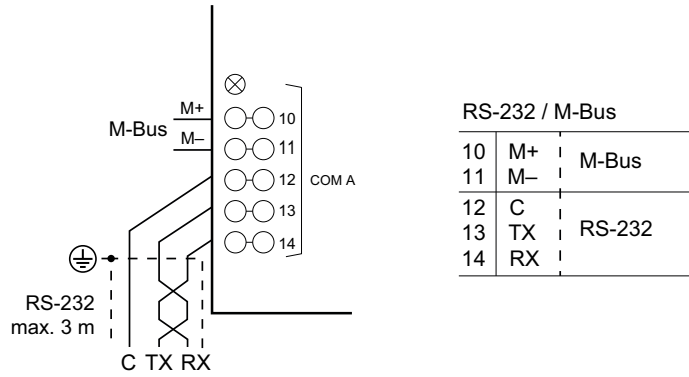 M+
10
M-Bus
M–
11
12
COM A
13
14
RS-232
max. 3 m
C TX RX
RS-232 / M-Bus
10 M+ M-Bus
11 M–
12 C
13 TX RS-232
14 RX